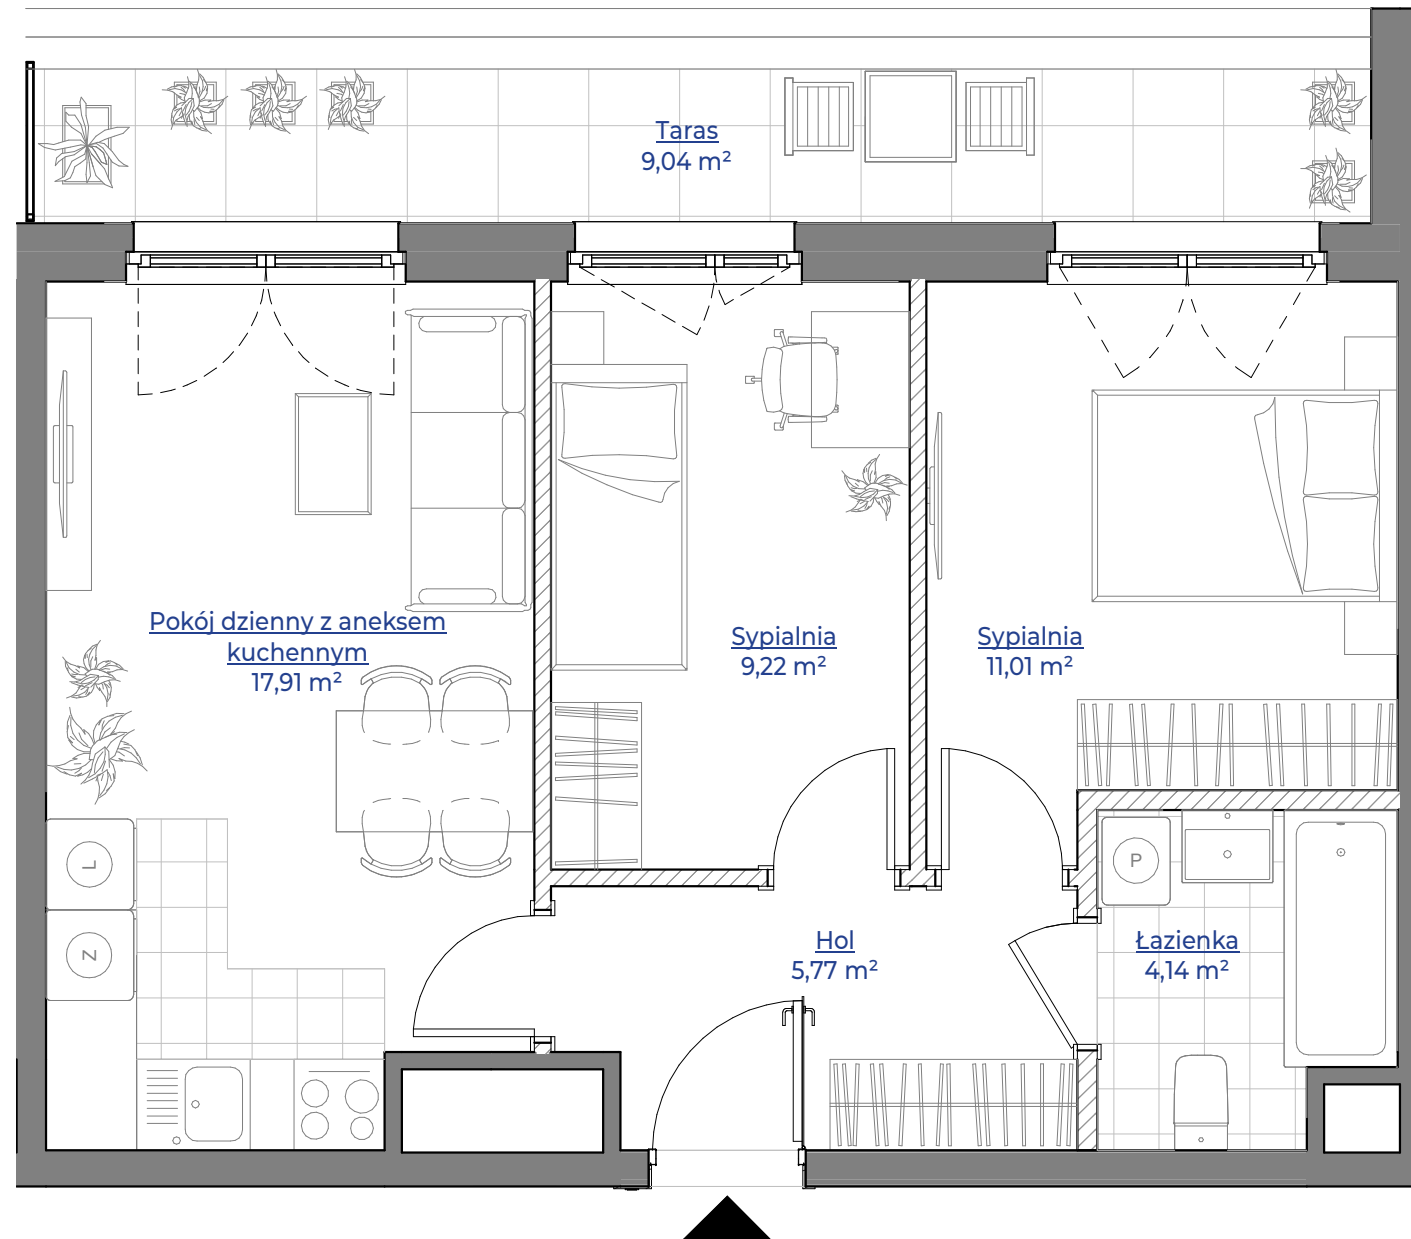 Taras
9,04 m²
Pokój dzienny z aneksem
kuchennym
17,91 m²
Sypialnia
9,22 m²
Sypialnia
11,01 m²
L
Z
P
Hol
5,77 m²
Łazienka
4,14 m²